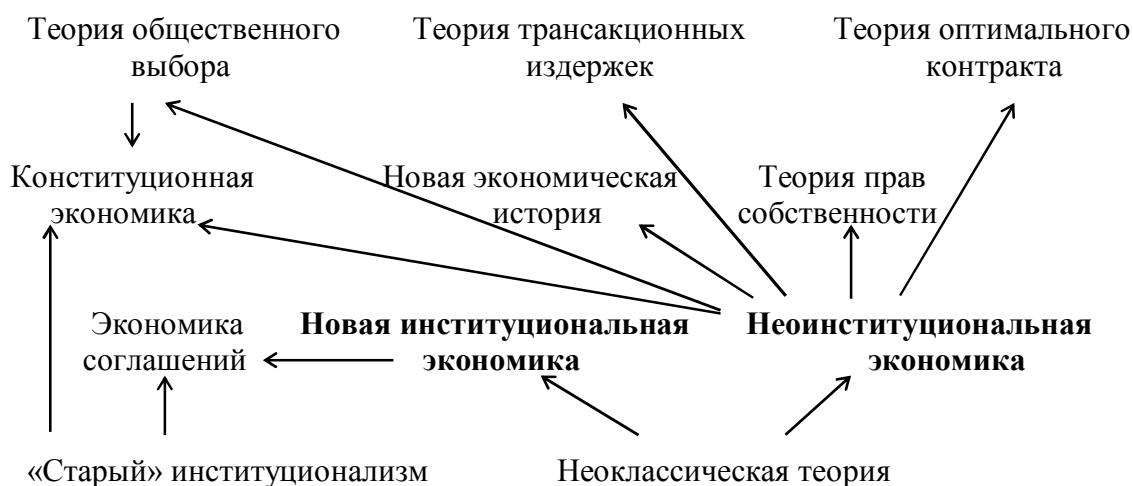 Теория общественного
выбора
Теория трансакционных
издержек
Теория оптимального
контракта
Конституционная
экономика
Новая экономическая
история
Теория прав
собственности
Экономика
соглашений
Новая институциональная
экономика
Неоинституциональная
экономика
«Старый» институционализм
Неоклассическая теория